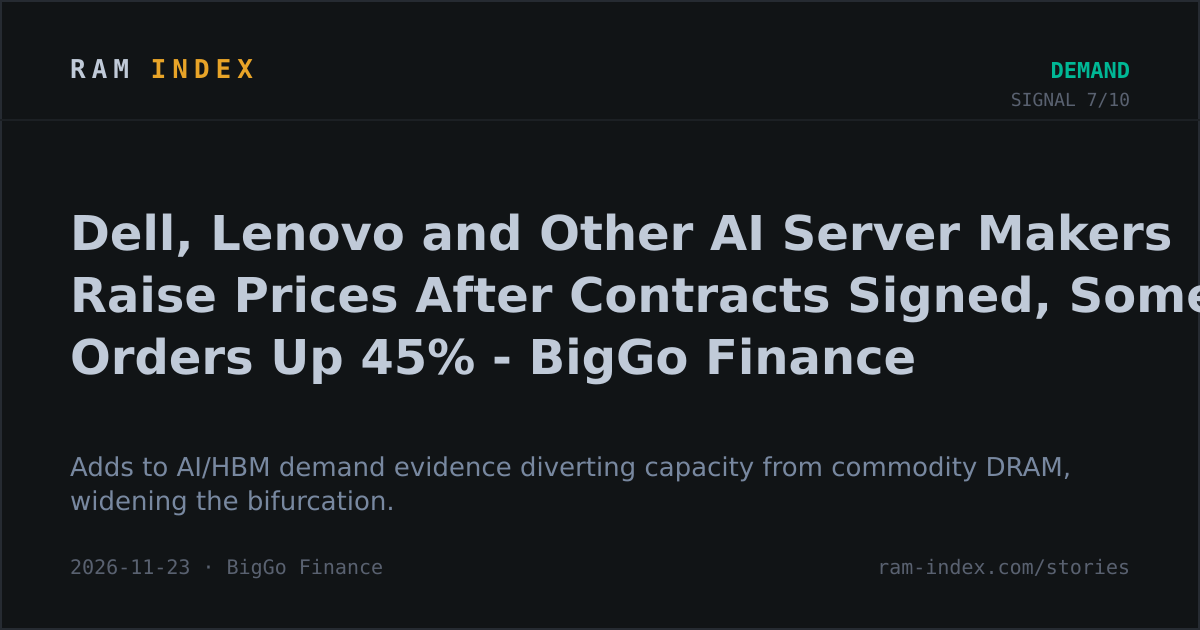 RAM INDEX
DEMAND
SIGNAL 7/10
Dell, Lenovo and Other AI Server Makers
Raise Prices After Contracts Signed, Some
Orders Up 45% - BigGo Finance
Adds to AI/HBM demand evidence diverting capacity from commodity DRAM,
widening the bifurcation.
2026-11-23 · BigGo Finance
ram-index.com/stories